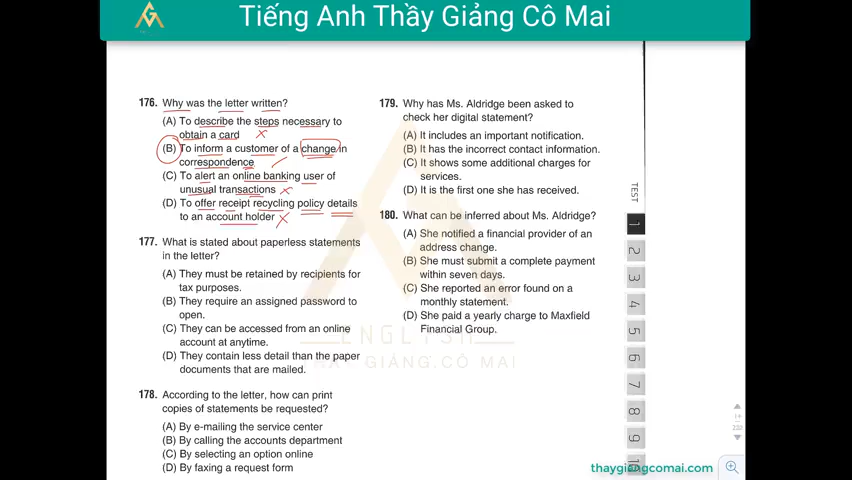 Tiếng Anh Thầy Giảng Cô Mai
176. Why was the letter written?
(A) To describe the steps necessary to
obtain a card
(B) To inform a customer of a change in
correspondence
(C) To alert an online banking user of
unusual transactions
(D) To offer receipt recycling policy details
to an account holder
177. What is stated about paperless statements
in the letter?
(A) They must be retained by recipients for
tax purposes.
(B) They require an assigned password to
open.
(C) They can be accessed from an online
account at anytime.
(D) They contain less detail than the paper
documents that are mailed.
178. According to the letter, how can print
copies of statements be requested?
(A) By e-mailing the service center
(B) By calling the accounts department
(C) By selecting an option online
(D) By faxing a request form
179. Why has Ms. Aldridge been asked to
check her digital statement?
(A) It includes an important notification.
(B) It has the incorrect contact information.
(C) It shows some additional charges for
services.
(D) It is the first one she has received.
180. What can be inferred about Ms. Aldridge?
(A) She notified a financial provider of an
address change.
(B) She must submit a complete payment
within seven days.
(C) She reported an error found on a
monthly statement.
(D) She paid a yearly charge to Maxfield
Financial Group.
TEST
1
2
3
4
5
6
7
8
9
10
ENGLISH
THẦY GIẢNG.CÔ MAI
thaygiangcomai.com